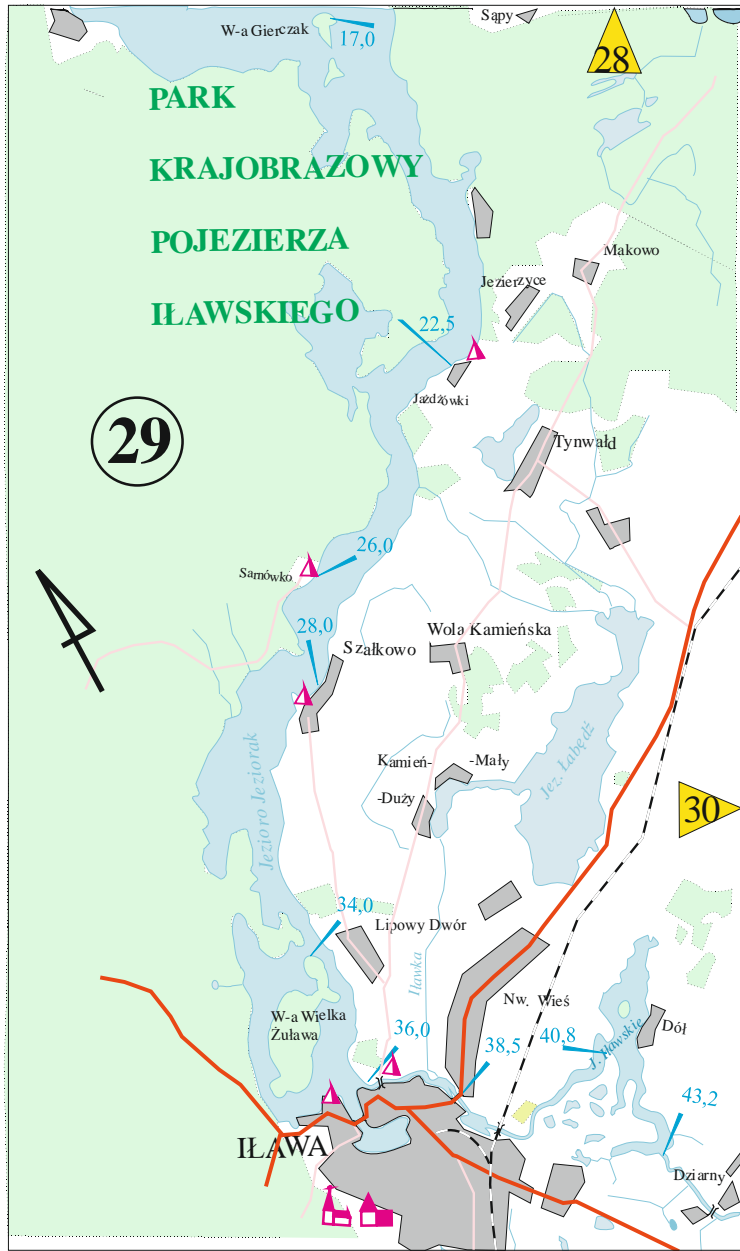 W-a Gierczak
17,0
Sąpy
28
PARK
KRAJOBRAZOWY
POJEZIERZA
IŁAWSKIEGO
Makowo
Jezierzyce
22,5
Jażdżówki
29
Tynwałd
26,0
Sarnówko
28,0
Szałkowo
Wola Kamieńska
Jezioro Jeziorak
Kamień-
-Mały
-Duży
Jez. Łabędź
30
34,0
Lipowy Dwór
Iławka
Nw. Wieś
W-a Wielka
Żuława
36,0
38,5
40,8
J. Iławskie
Dół
43,2
IŁAWA
Dziarny